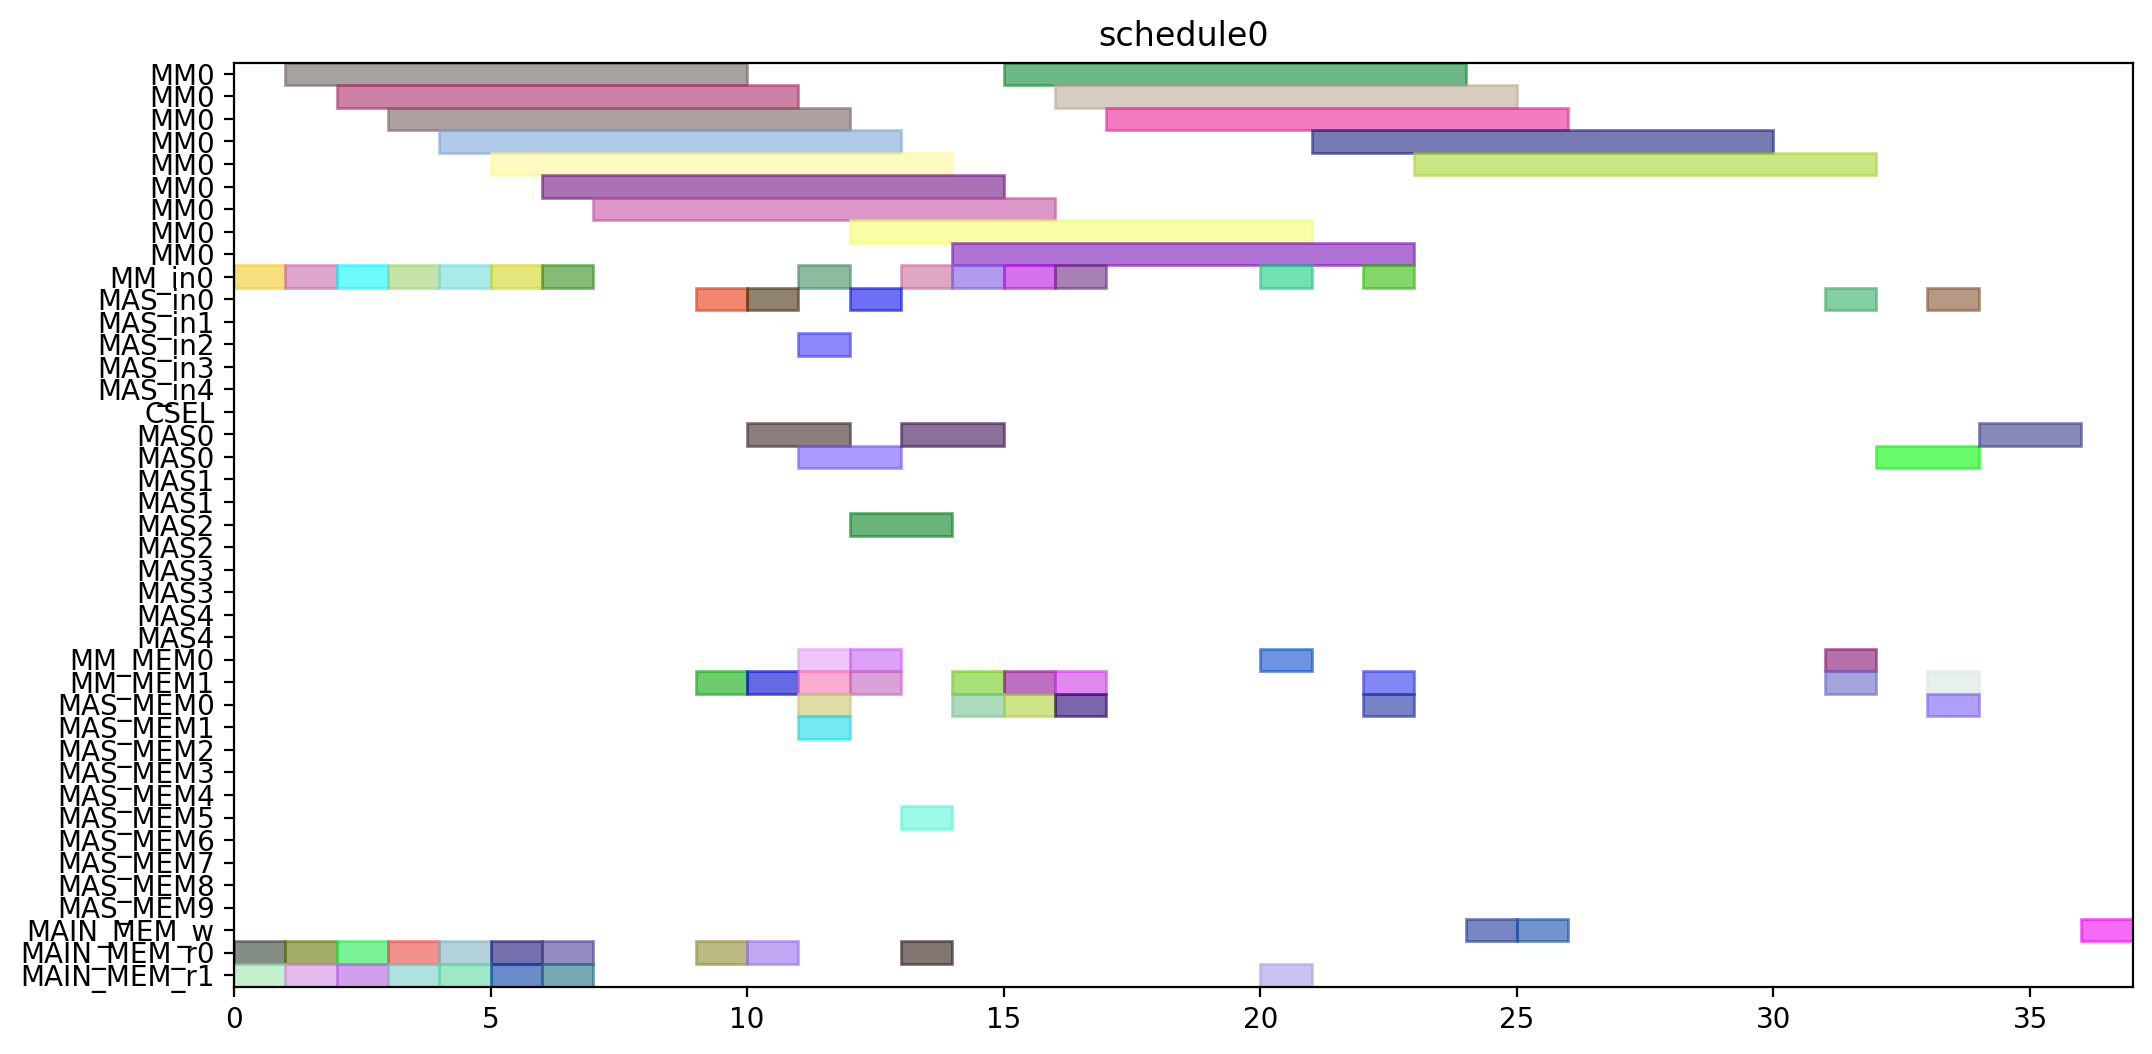 schedule0
MM0
MM0
MM0
MM0
MM0
MM0
MM0
MM0
MM0
MM_in0
MAS_in0
MAS_in1
MAS_in2
MAS_in3
MAS_in4
CSEL
MAS0
MAS0
MAS1
MAS1
MAS2
MAS2
MAS3
MAS3
MAS4
MAS4
MM_MEM0
MM_MEM1
MAS_MEM0
MAS_MEM1
MAS_MEM2
MAS_MEM3
MAS_MEM4
MAS_MEM5
MAS_MEM6
MAS_MEM7
MAS_MEM8
MAS_MEM9
MAIN_MEM_w
MAIN_MEM_r0
MAIN_MEM_r1
0 5 10 15 20 25 30 35